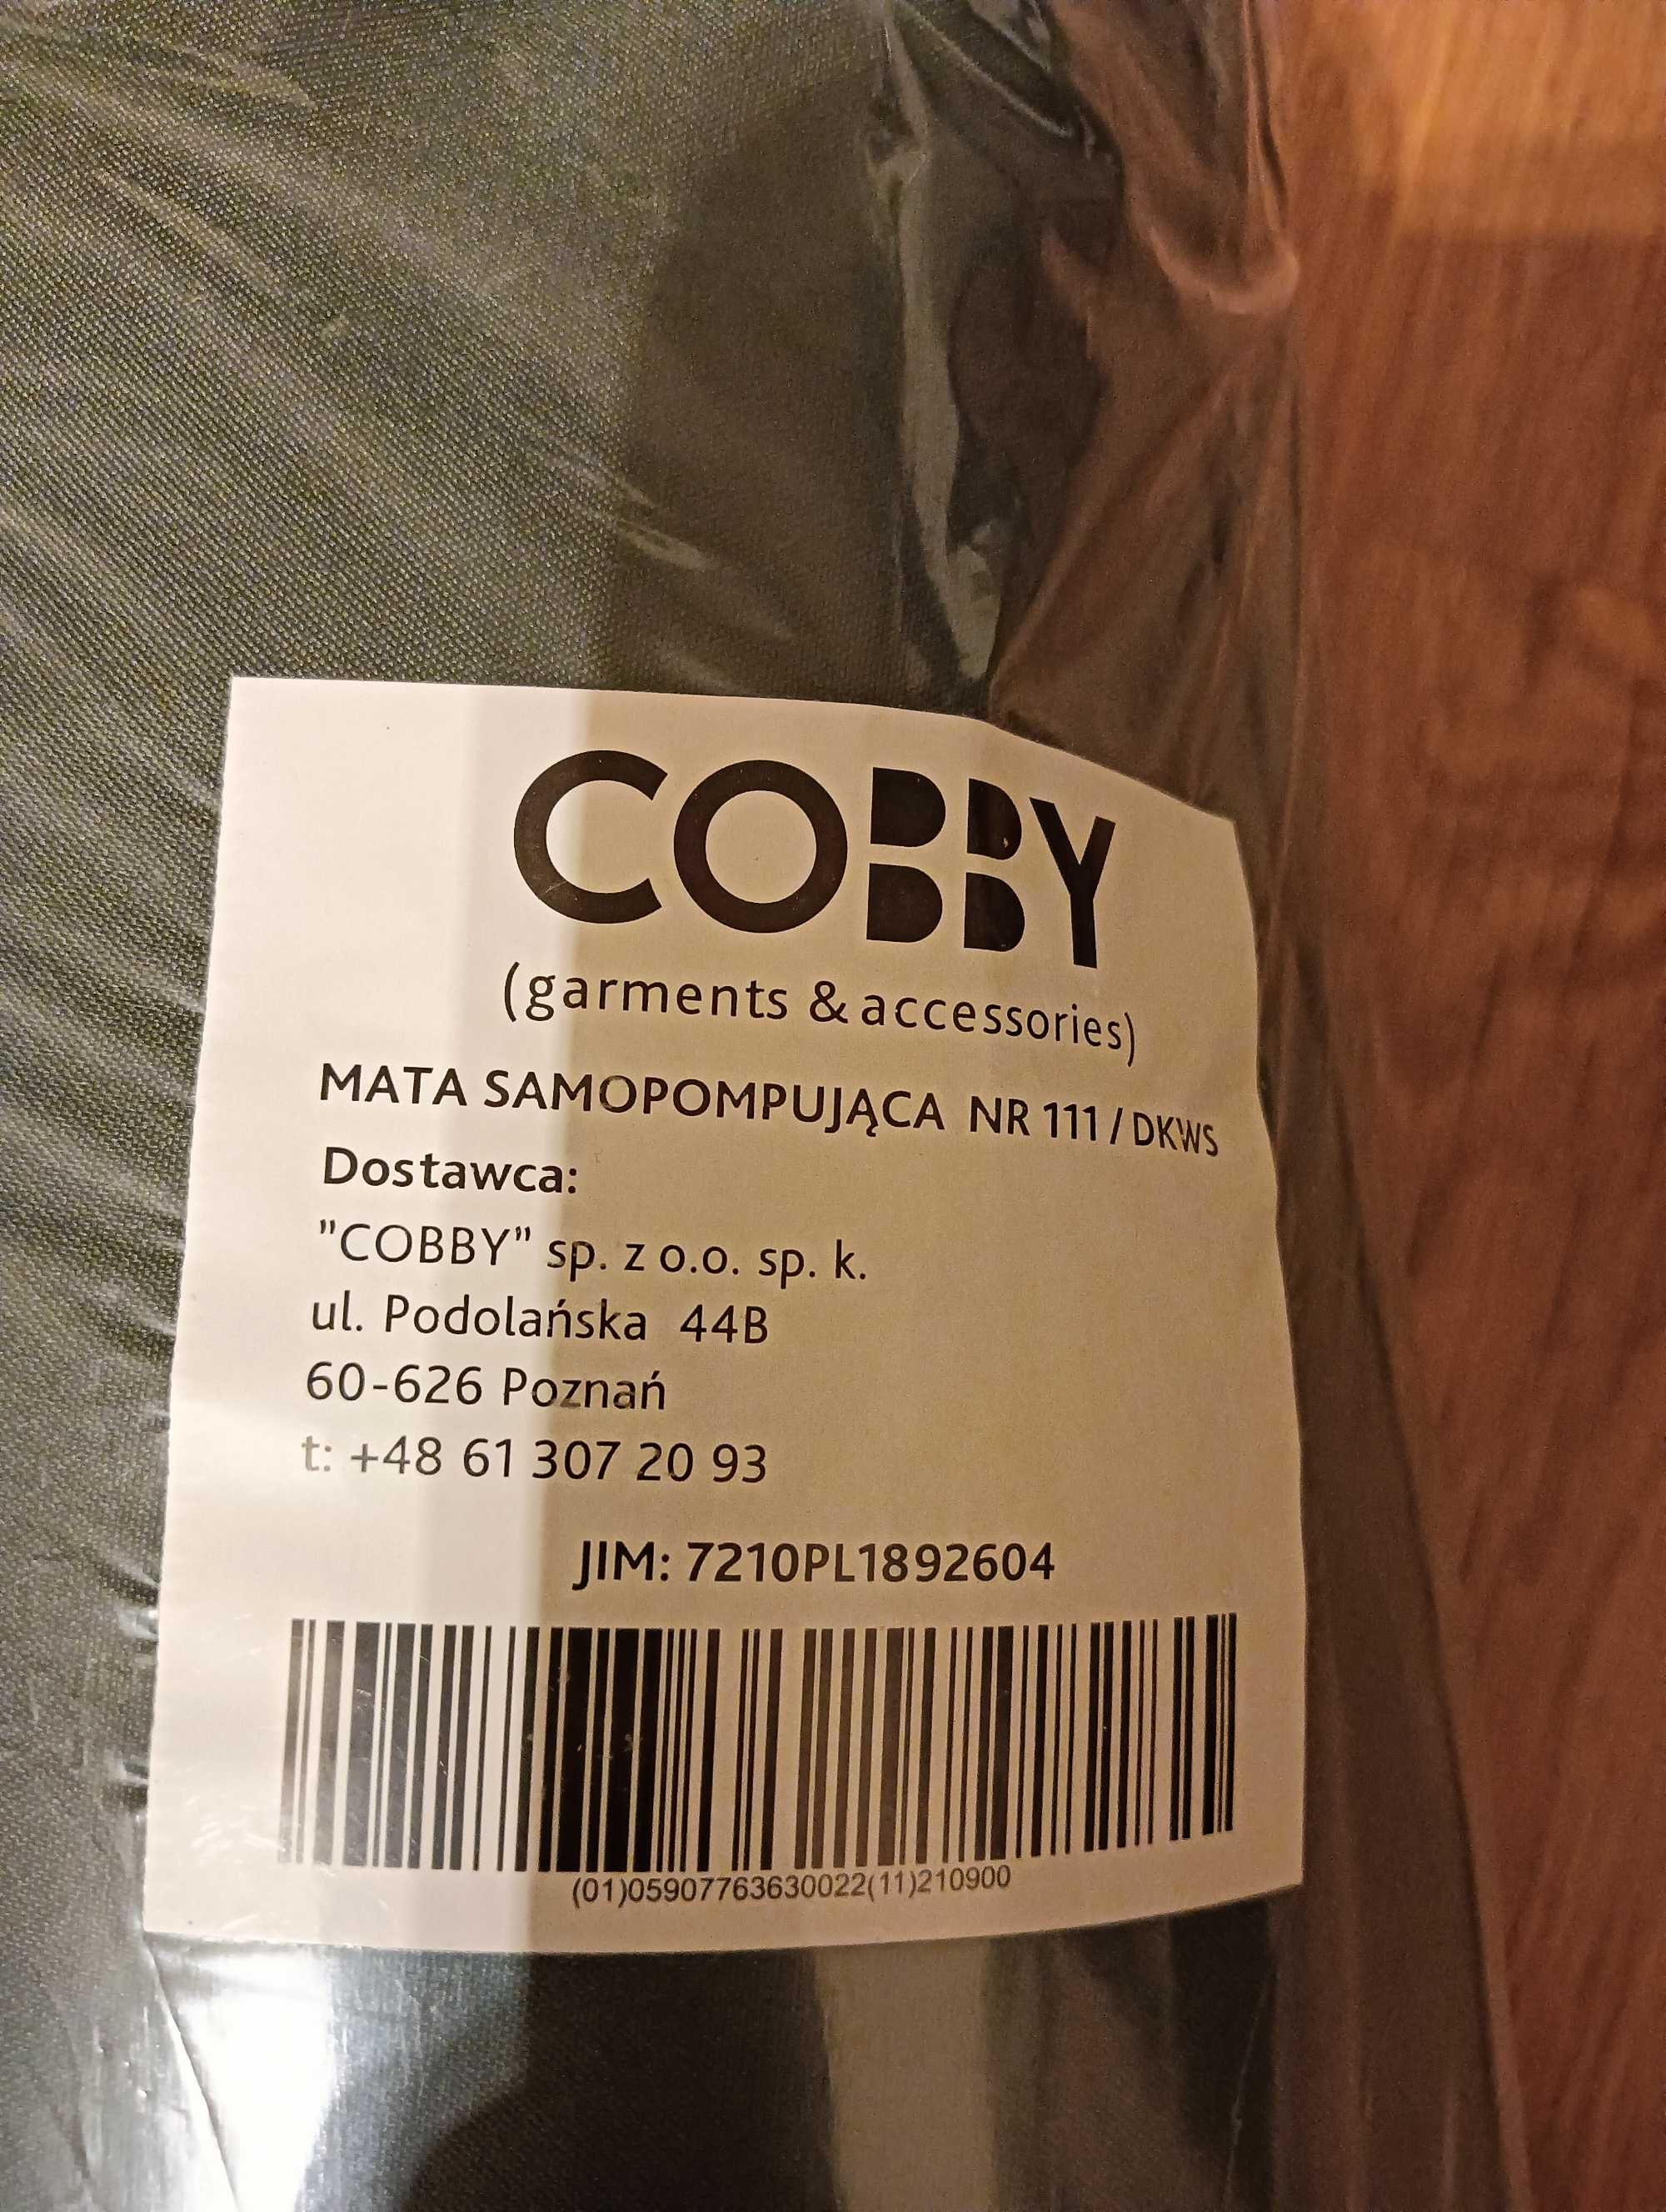 COBBY
(garments & accessories)
MATA SAMOPOMPUJĄCA NR 111 / DKWS
Dostawca:
"COBBY" sp. z o.o. sp. k.
ul. Podolańska 44B
60-626 Poznań
t: +48 61 307 20 93
JIM: 7210PL1892604
(01)05907763630022(11)210900